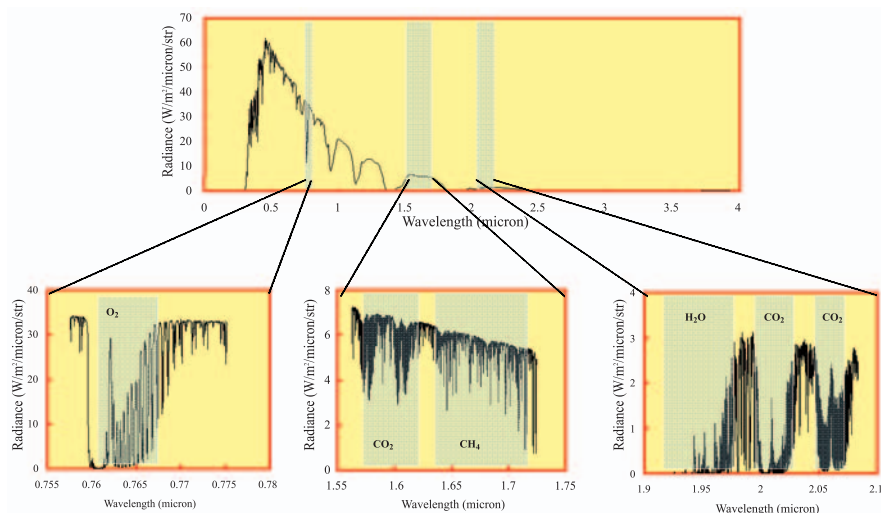 Radiance (W/m²/micron/str)
70
60
50
40
30
20
10
0
0 0.5 1 1.5 2 2.5 3 3.5 4
Wavelength (micron)
Radiance (W/m²/micron/str)
40
30
20
10
0
O₂
0.755 0.76 0.765 0.77 0.775 0.78
Wavelength (micron)
Radiance (W/m²/micron/str)
8
6
4
2
0
CO₂ CH₄
1.55 1.6 1.65 1.7 1.75
Wavelength (micron)
Radiance (W/m²/micron/str)
4
3
2
1
0
H₂O CO₂ CO₂
1.9 1.95 2 2.05 2.1
Wavelength (micron)